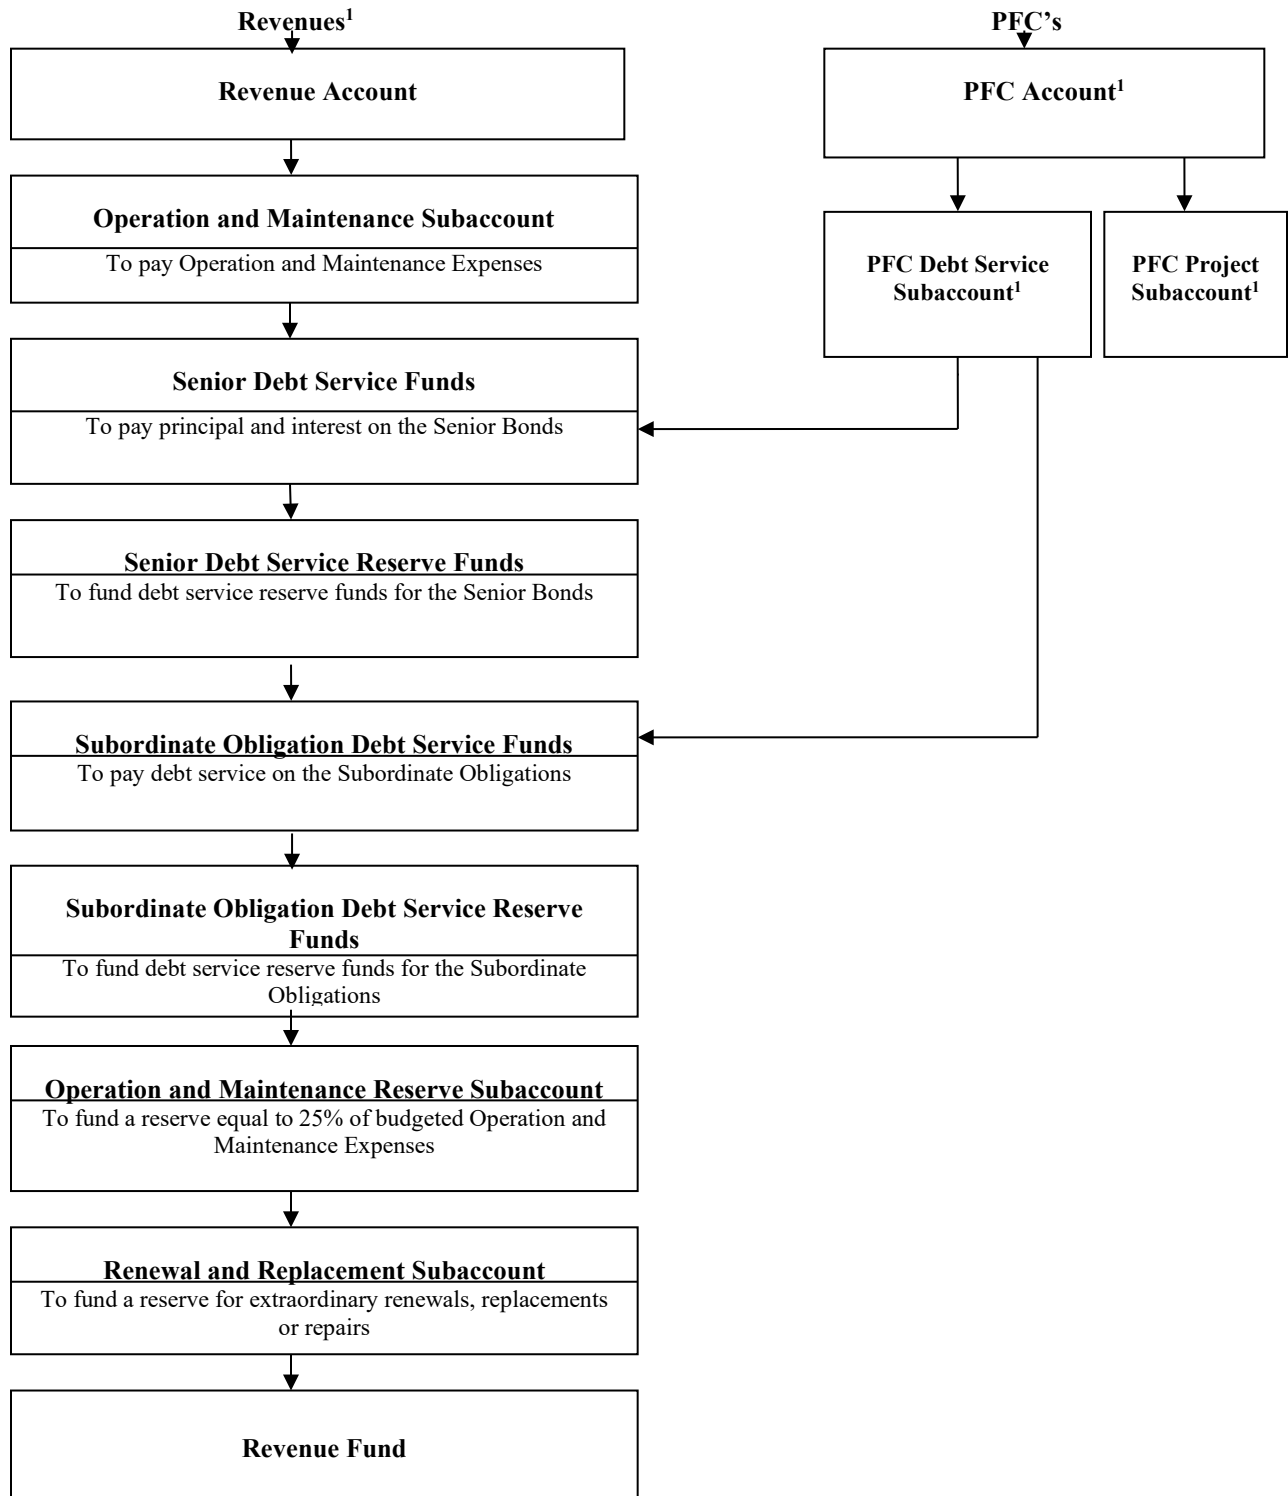 Revenues¹
Revenue Account
Operation and Maintenance Subaccount
To pay Operation and Maintenance Expenses
Senior Debt Service Funds
To pay principal and interest on the Senior Bonds
Senior Debt Service Reserve Funds
To fund debt service reserve funds for the Senior Bonds
Subordinate Obligation Debt Service Funds
To pay debt service on the Subordinate Obligations
Subordinate Obligation Debt Service Reserve
Funds
To fund debt service reserve funds for the Subordinate
Obligations
Operation and Maintenance Reserve Subaccount
To fund a reserve equal to 25% of budgeted Operation and
Maintenance Expenses
Renewal and Replacement Subaccount
To fund a reserve for extraordinary renewals, replacements
or repairs
Revenue Fund
PFC’s
PFC Account¹
PFC Debt Service
Subaccount¹
PFC Project
Subaccount¹